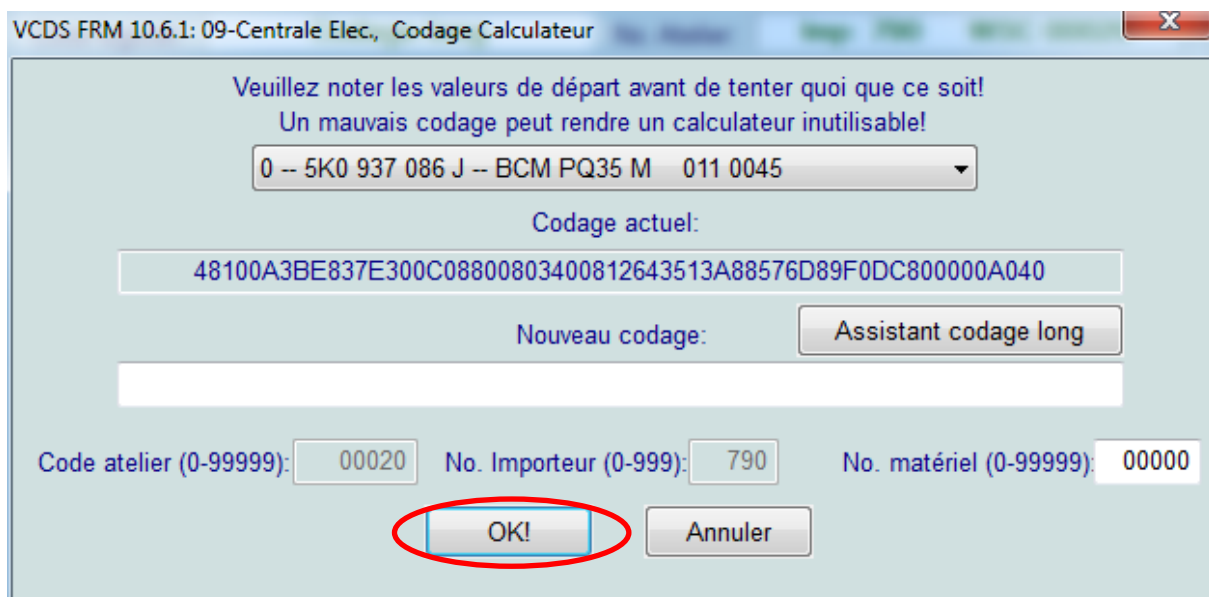 VCDS FRM 10.6.1: 09-Centrale Elec., Codage Calculateur
Veuillez noter les valeurs de départ avant de tenter quoi que ce soit!
Un mauvais codage peut rendre un calculateur inutilisable!
0 -- 5K0 937 086 J -- BCM PQ35 M 011 0045
Codage actuel:
48100A3BE837E300C08800803400812643513A88576D89F0DC800000A040
Nouveau codage:
Assistant codage long
Code atelier (0-99999): 00020 No. Importeur (0-999): 790 No. matériel (0-99999): 00000
OK!
Annuler